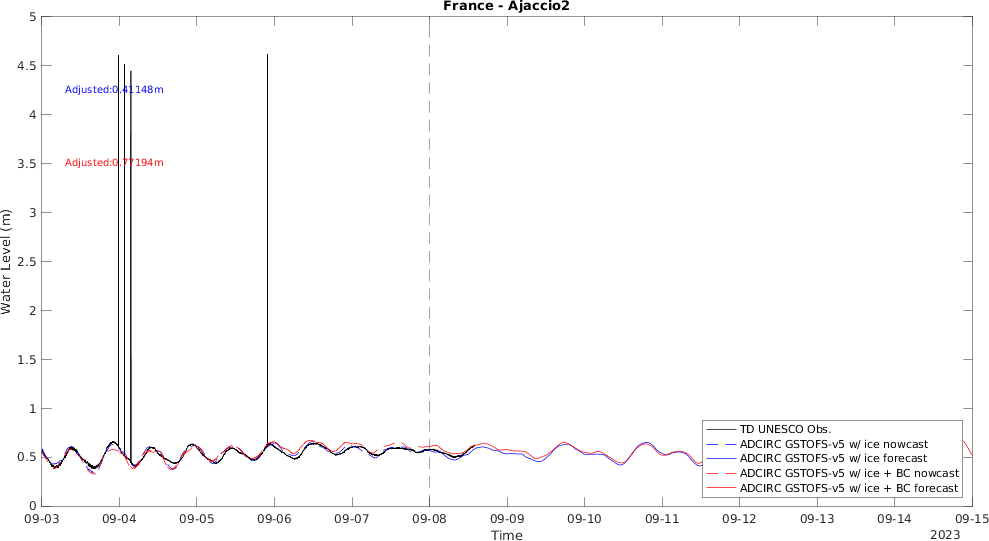 France - Ajaccio2
5
4.5
4
3.5
3
2.5
2
1.5
1
0.5
0
Water Level (m)
Adjusted:0.41148m
Adjusted:0.77194m
TD UNESCO Obs.
ADCIRC GSTOFS-v5 w/ ice nowcast
ADCIRC GSTOFS-v5 w/ ice forecast
ADCIRC GSTOFS-v5 w/ ice + BC nowcast
ADCIRC GSTOFS-v5 w/ ice + BC forecast
09-03 09-04 09-05 09-06 09-07 09-08 09-09 09-10 09-11 09-12 09-13 09-14 09-15
Time
2023